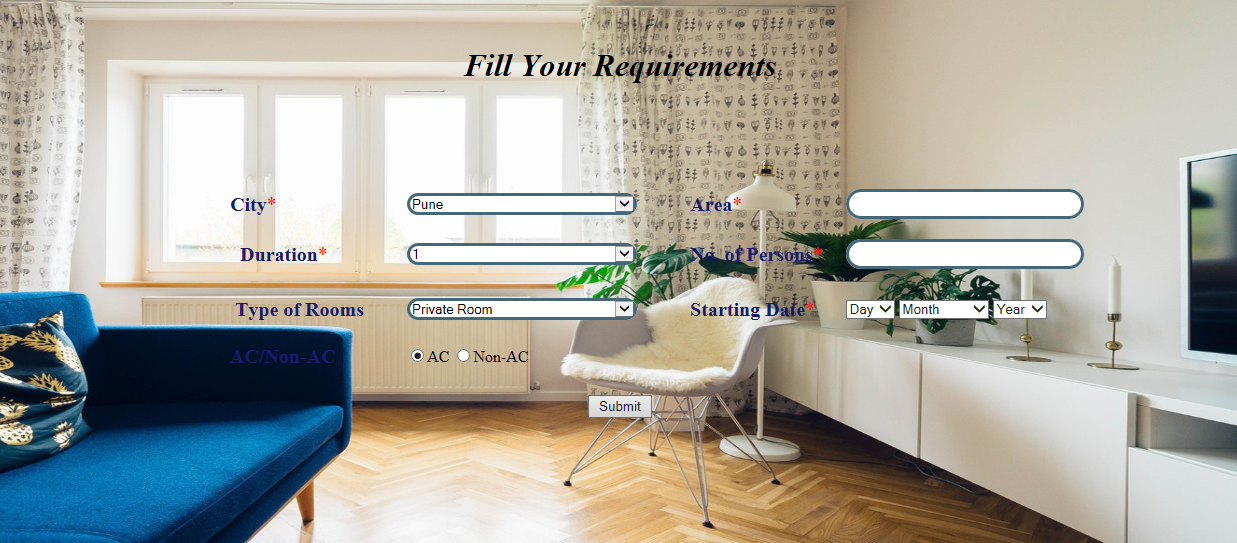 Fill Your Requirements
City* Pune Area*
Duration* 1 No. of Persons*
Type of Rooms Private Room Starting Date* Day Month Year
AC/Non-AC AC Non-AC
Submit